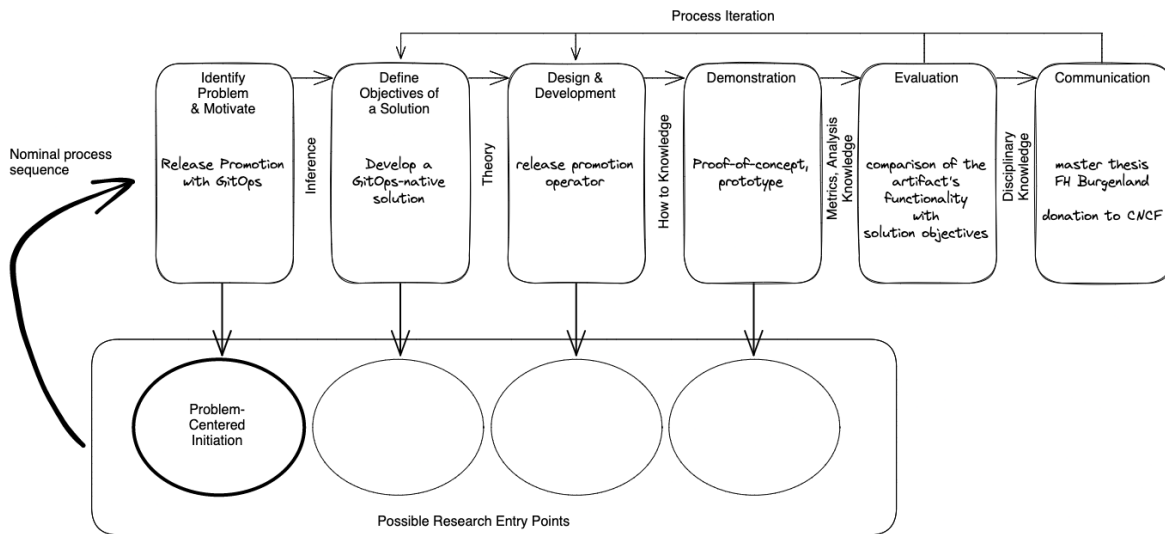 Process Iteration
Identify
Problem
& Motivate
Release Promotion
with GitOps
Inference
Define
Objectives of
a Solution
Develop a
GitOps-native
solution
Theory
Design &
Development
release promotion
operator
How to Knowledge
Demonstration
Proof-of-concept,
prototype
Metrics, Analysis
Knowledge
Evaluation
comparison of the
artifact's
functionality
with
solution objectives
Disciplinary
Knowledge
Communication
master thesis
FH Burgenland
donation to CNCF
Nominal process
sequence
Problem-
Centered
Initiation
Possible Research Entry Points